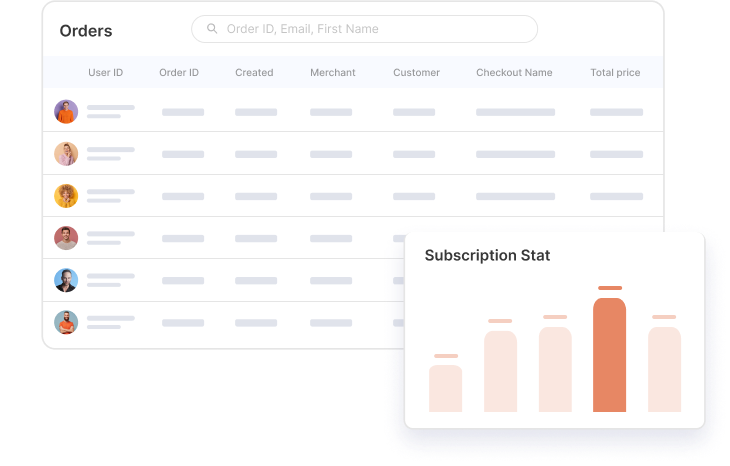 Orders
Order ID, Email, First Name
User ID Order ID Created Merchant Customer Checkout Name Total price
Subscription Stat